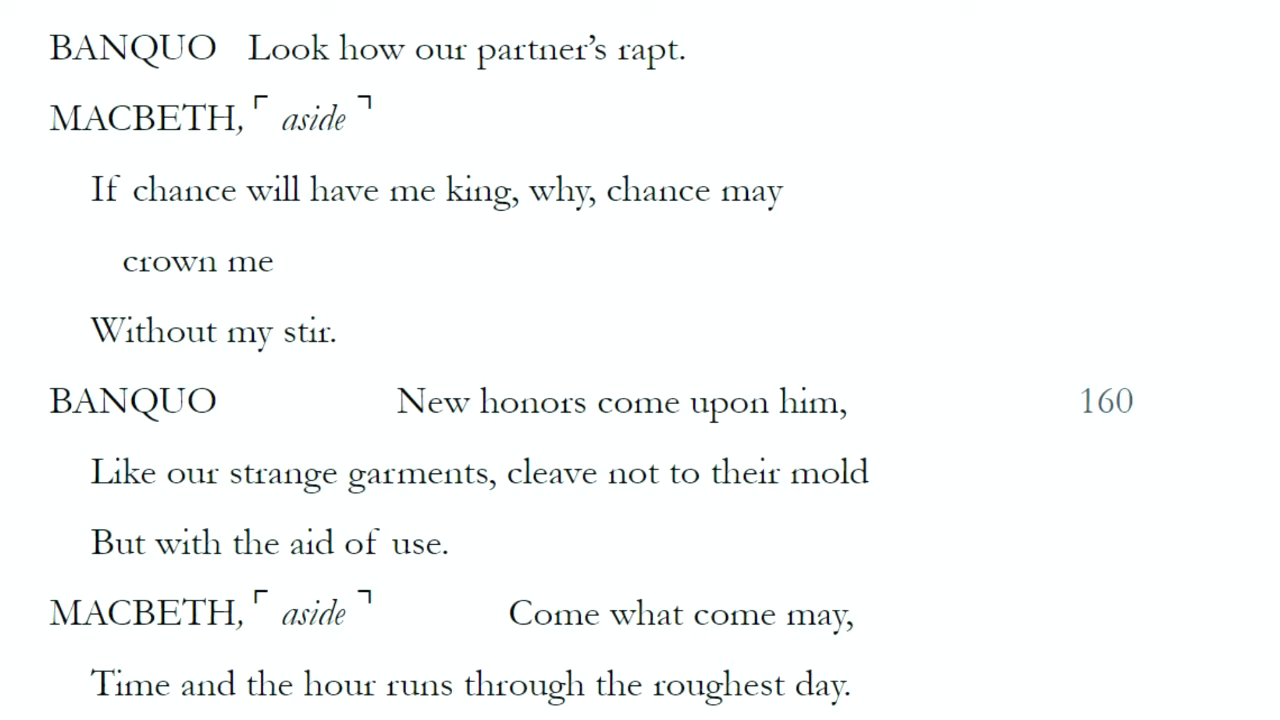 BANQUO Look how our partner’s rapt.
MACBETH, ⌜aside⌝
If chance will have me king, why, chance may
crown me
Without my stir.
BANQUO New honors come upon him, 160
Like our strange garments, cleave not to their mold
But with the aid of use.
MACBETH, ⌜aside⌝ Come what come may,
Time and the hour runs through the roughest day.